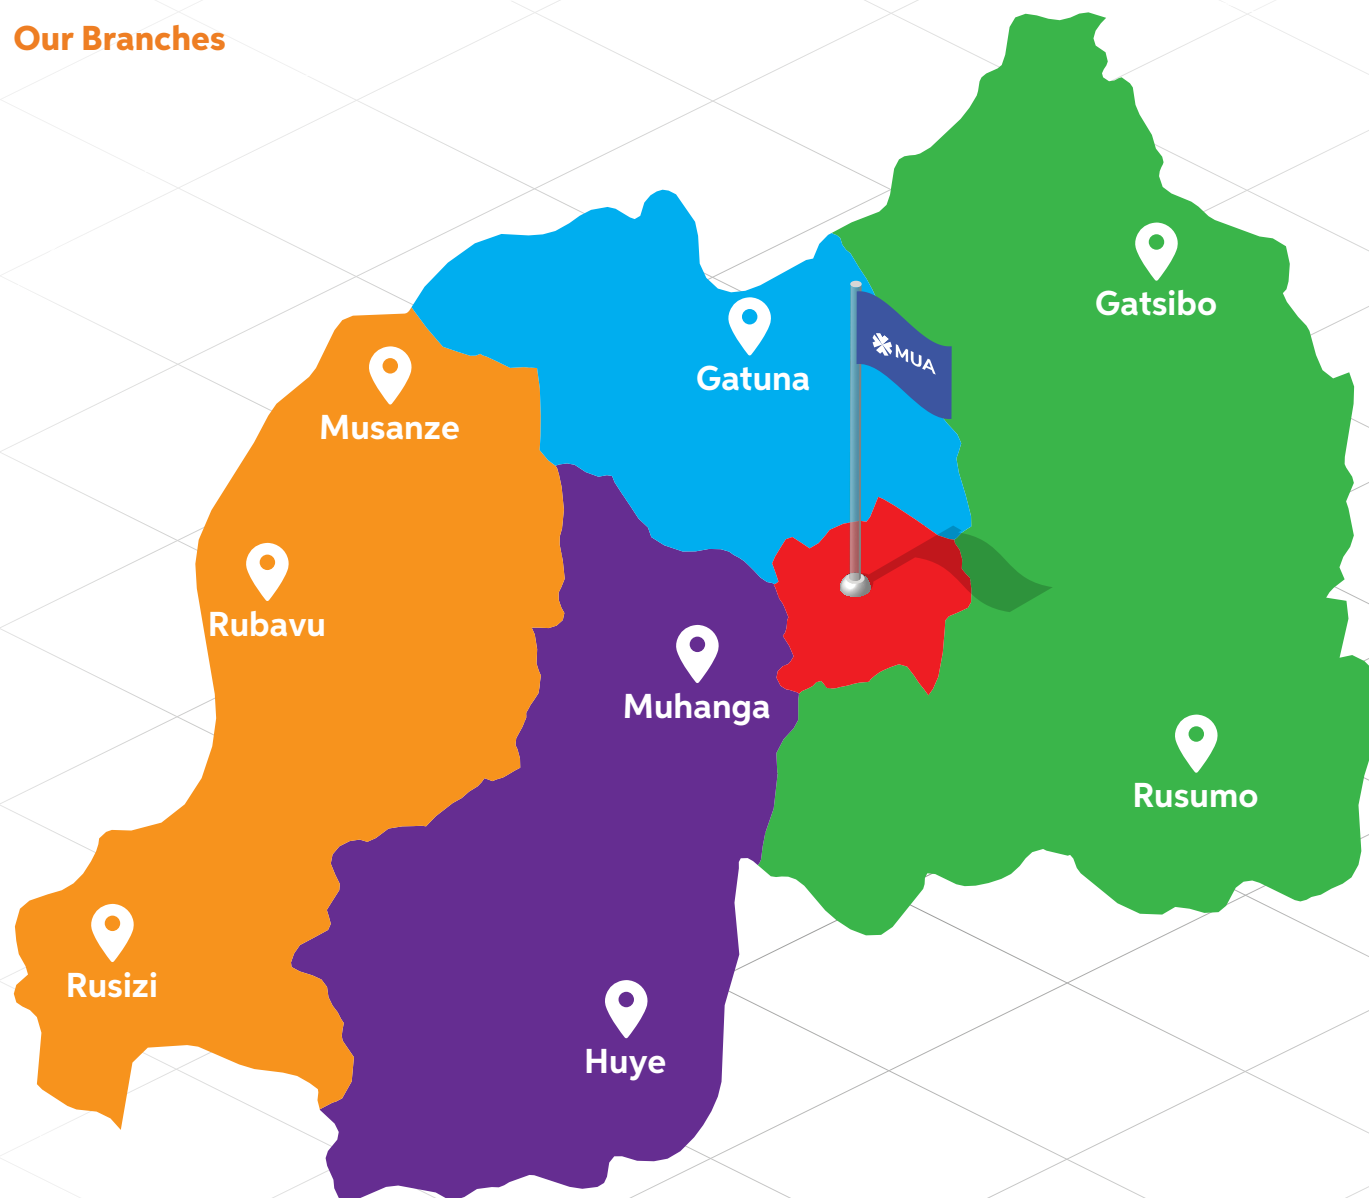 Our Branches
Gatsibo
MUA
Gatuna
Musanze
Rubavu
Muhanga
Rusumo
Rusizi
Huye